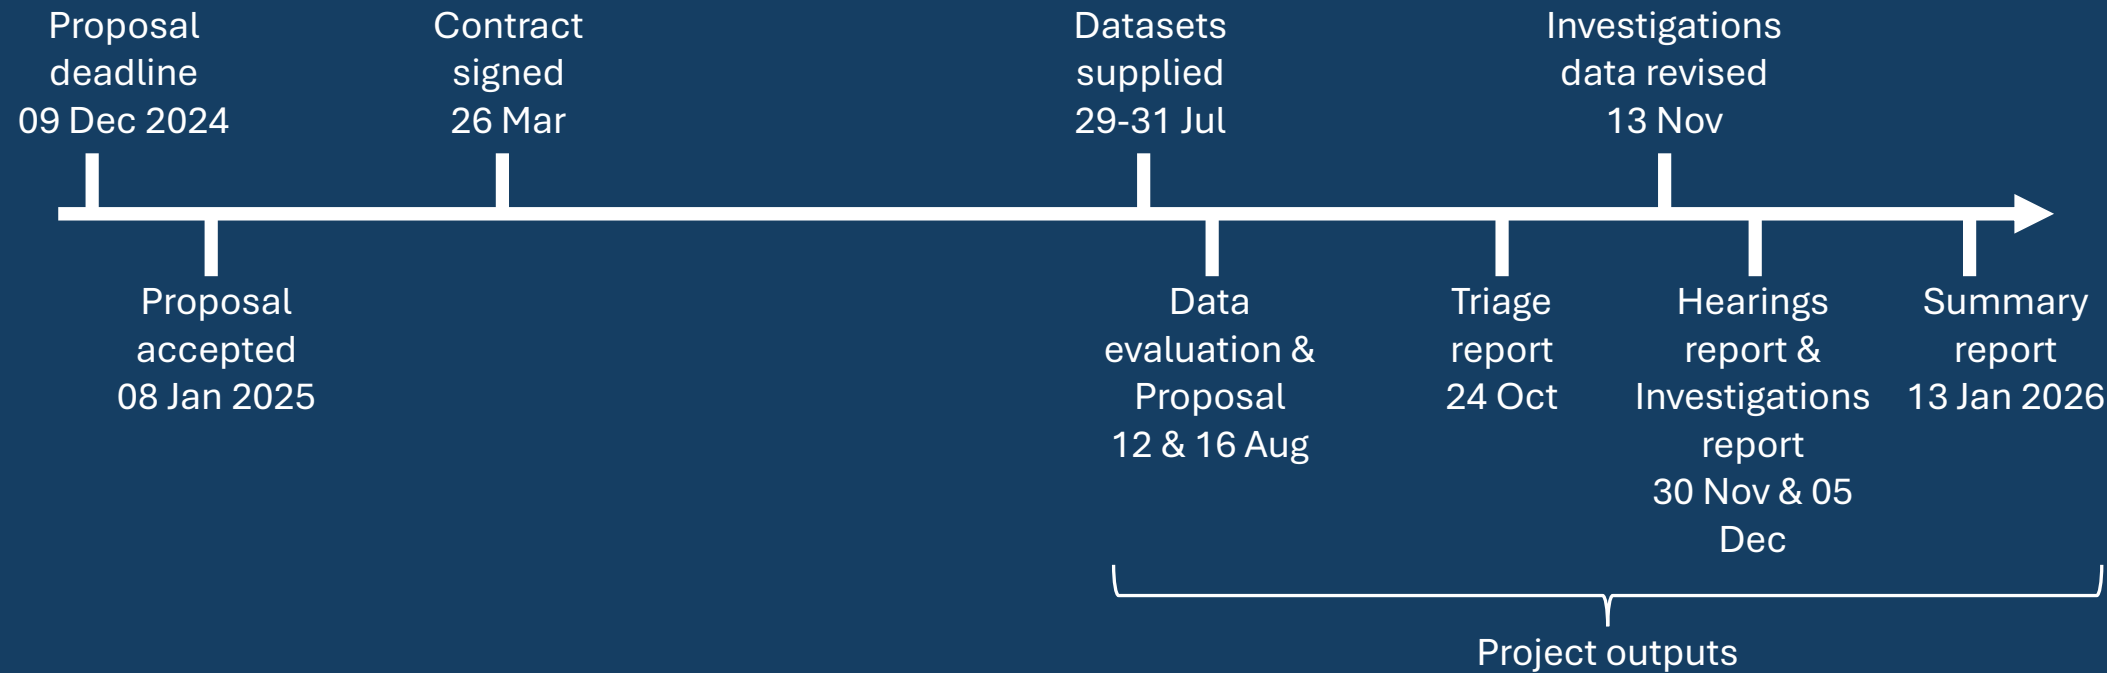 Proposal
deadline
09 Dec 2024
Contract
signed
26 Mar
Datasets
supplied
29-31 Jul
Investigations
data revised
13 Nov
Proposal
accepted
08 Jan 2025
Data
evaluation &
Proposal
12 & 16 Aug
Triage
report
24 Oct
Hearings
report &
Investigations
report
30 Nov & 05
Dec
Summary
report
13 Jan 2026
Project outputs